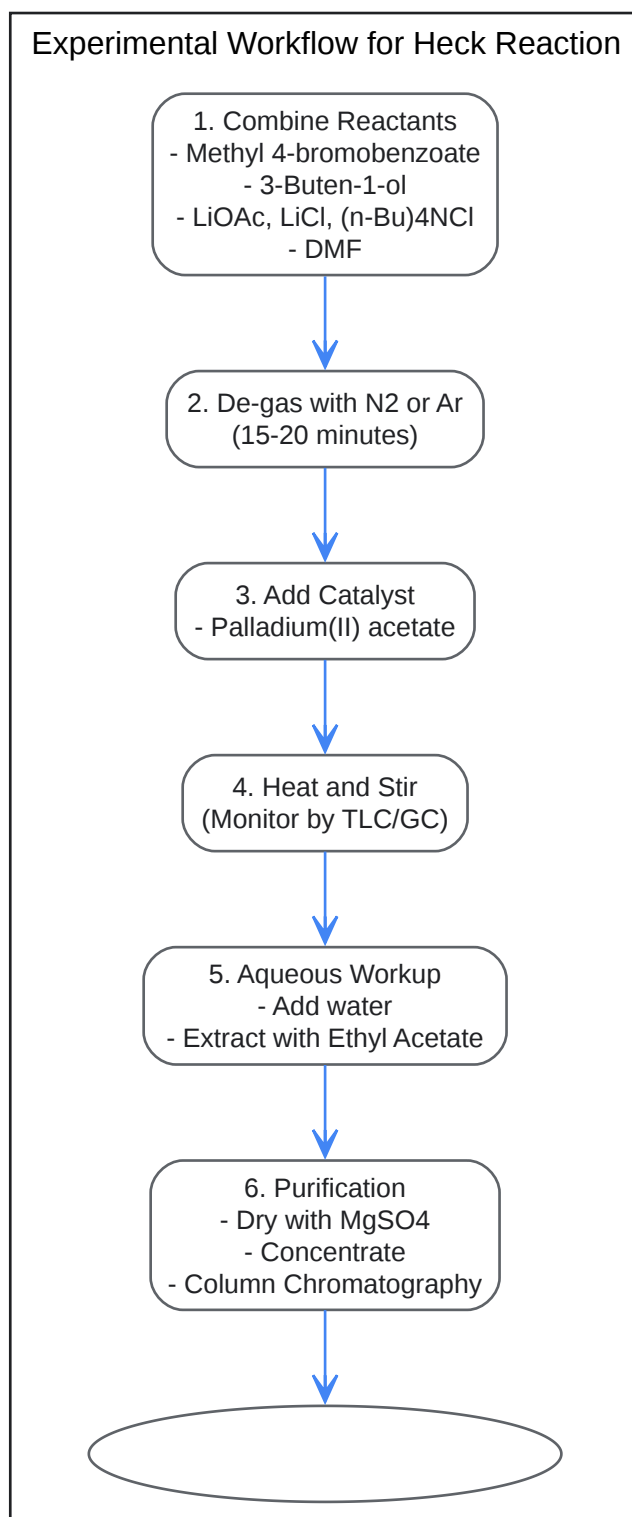 Experimental Workflow for Heck Reaction
1. Combine Reactants
- Methyl 4-bromobenzoate
- 3-Buten-1-ol
- LiOAc, LiCl, (n-Bu)4NCl
- DMF
2. De-gas with N2 or Ar
(15-20 minutes)
3. Add Catalyst
- Palladium(II) acetate
4. Heat and Stir
(Monitor by TLC/GC)
5. Aqueous Workup
- Add water
- Extract with Ethyl Acetate
6. Purification
- Dry with MgSO4
- Concentrate
- Column Chromatography